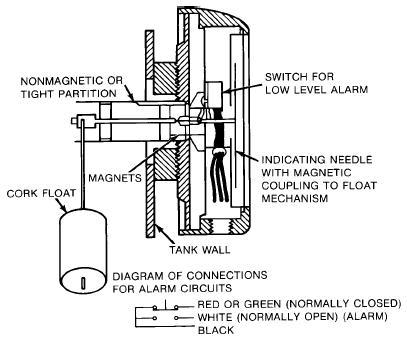 NONMAGNETIC OR
TIGHT PARTITION
SWITCH FOR
LOW LEVEL ALARM
MAGNETS
INDICATING NEEDLE
WITH MAGNETIC
COUPLING TO FLOAT
MECHANISM
CORK FLOAT
TANK WALL
DIAGRAM OF CONNECTIONS
FOR ALARM CIRCUITS
RED OR GREEN (NORMALLY CLOSED)
WHITE (NORMALLY OPEN) (ALARM)
BLACK